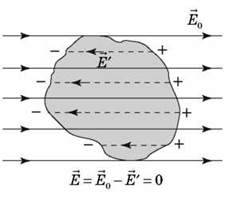 E⃗₀
− +
E⃗′
− +
− +
− +
E⃗ = E⃗₀ − E⃗′ = 0